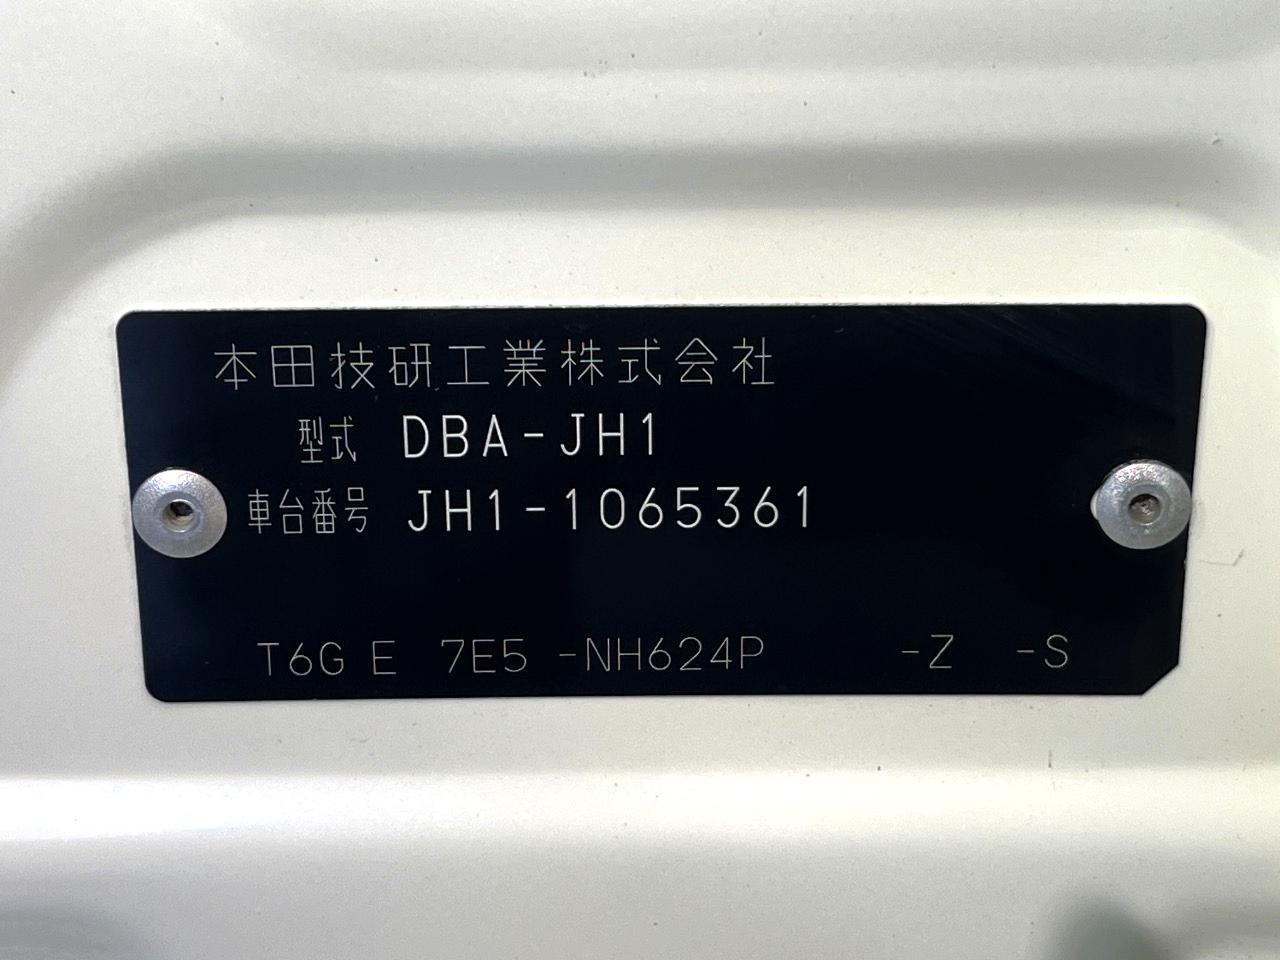 本田技研工業株式会社
型式 DBA-JH1
車台番号 JH1-1065361
T6G E 7E5 -NH624P -Z -S